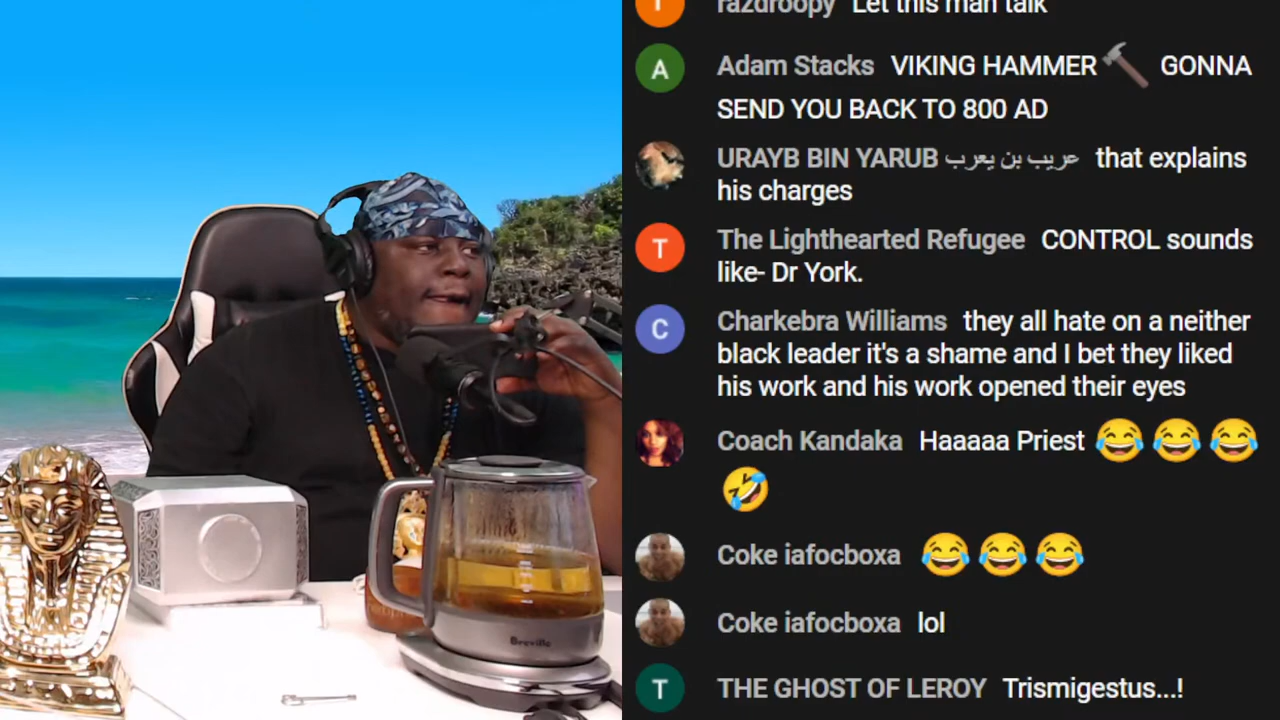 razdroopy Let this man talk
Adam Stacks VIKING HAMMER🔨 GONNA
SEND YOU BACK TO 800 AD
URAYB BIN YARUB عريب بن يعرب that explains
his charges
The Lighthearted Refugee CONTROL sounds
like- Dr York.
Charkebra Williams they all hate on a neither
black leader it's a shame and I bet they liked
his work and his work opened their eyes
Coach Kandaka Haaaaa Priest 😂😂😂
🤣
Coke iafocboxa 😂😂😂
Coke iafocboxa lol
THE GHOST OF LEROY Trismigestus...!
A
T
C
T
Breville